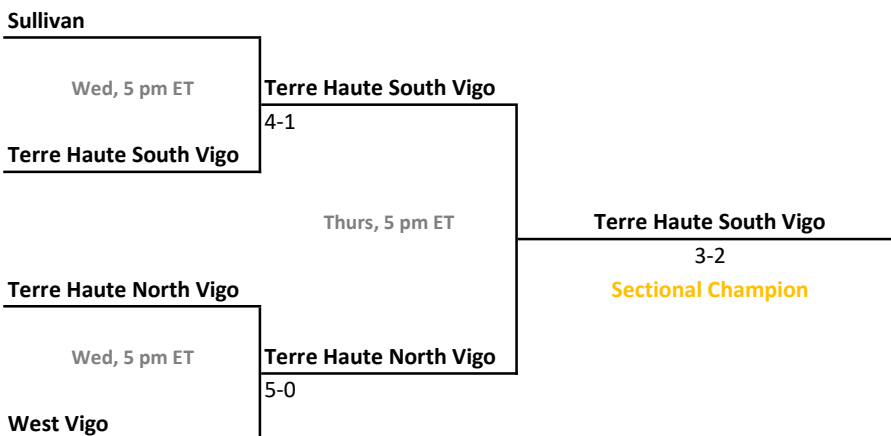 Sullivan
Wed, 5 pm ET
Terre Haute South Vigo
4-1
Terre Haute South Vigo
Thurs, 5 pm ET
Terre Haute South Vigo
3-2
Terre Haute North Vigo
Sectional Champion
Wed, 5 pm ET
Terre Haute North Vigo
5-0
West Vigo